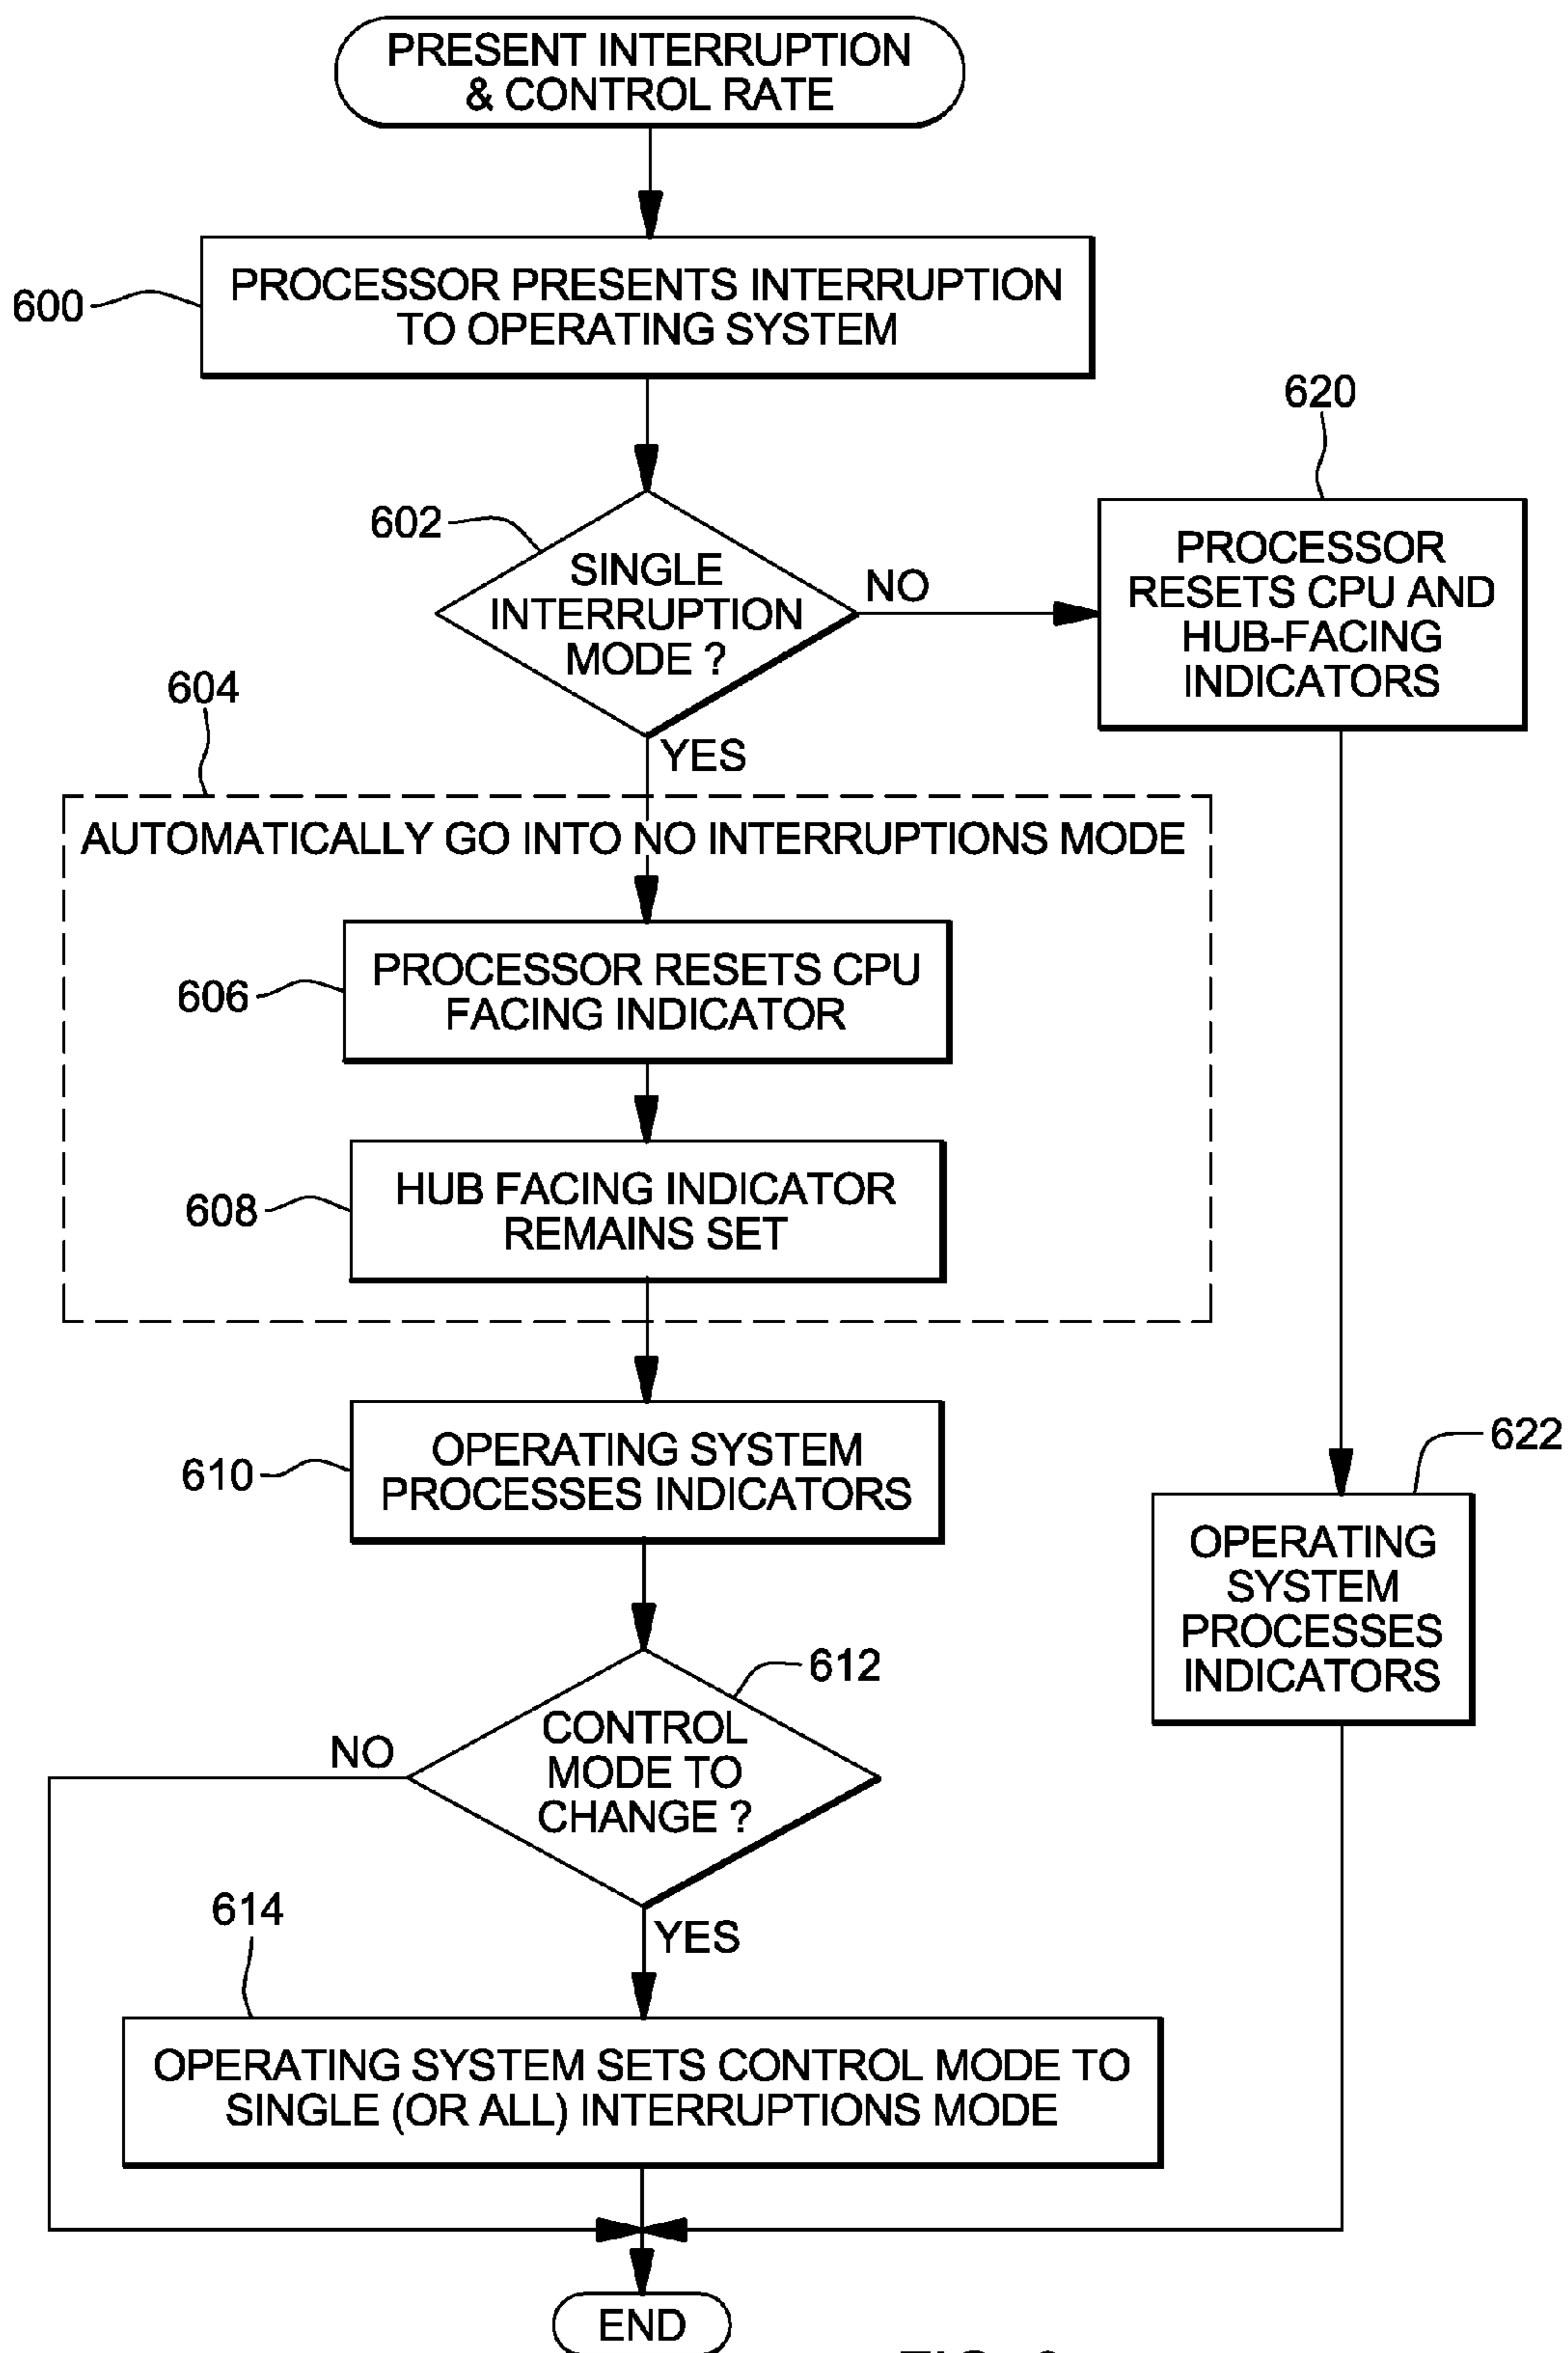 PRESENT INTERRUPTION
& CONTROL RATE
600
PROCESSOR PRESENTS INTERRUPTION
TO OPERATING SYSTEM
602
SINGLE
INTERRUPTION
MODE ?
NO
YES
620
PROCESSOR
RESETS CPU AND
HUB-FACING
INDICATORS
604
AUTOMATICALLY GO INTO NO INTERRUPTIONS MODE
606
PROCESSOR RESETS CPU
FACING INDICATOR
608
HUB FACING INDICATOR
REMAINS SET
610
OPERATING SYSTEM
PROCESSES INDICATORS
622
OPERATING
SYSTEM
PROCESSES
INDICATORS
612
CONTROL
MODE TO
CHANGE ?
NO
YES
614
OPERATING SYSTEM SETS CONTROL MODE TO
SINGLE (OR ALL) INTERRUPTIONS MODE
END